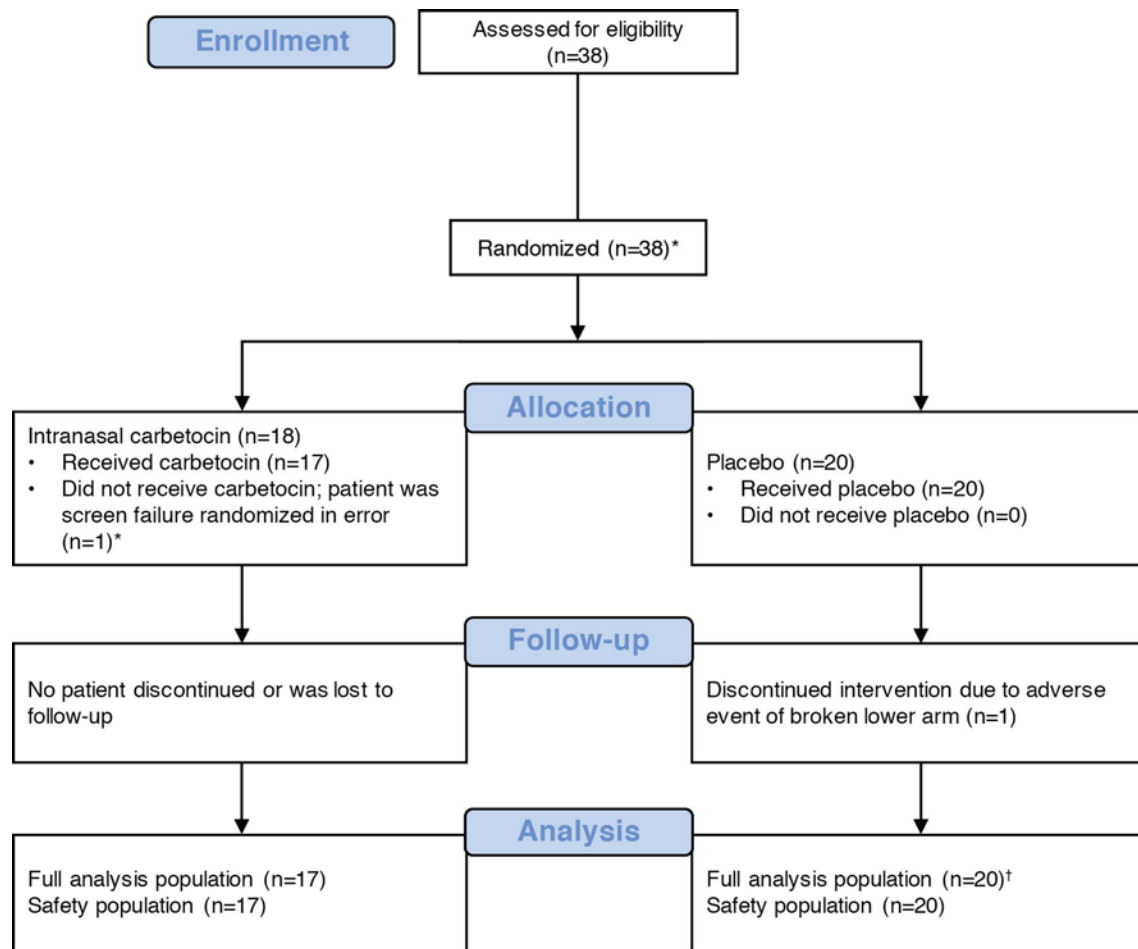 Enrollment
Assessed for eligibility
(n=38)
Randomized (n=38)*
Allocation
Intranasal carbetocin (n=18)
• Received carbetocin (n=17)
• Did not receive carbetocin; patient was
screen failure randomized in error
(n=1)*
Placebo (n=20)
• Received placebo (n=20)
• Did not receive placebo (n=0)
Follow-up
No patient discontinued or was lost to
follow-up
Discontinued intervention due to adverse
event of broken lower arm (n=1)
Analysis
Full analysis population (n=17)
Safety population (n=17)
Full analysis population (n=20)†
Safety population (n=20)